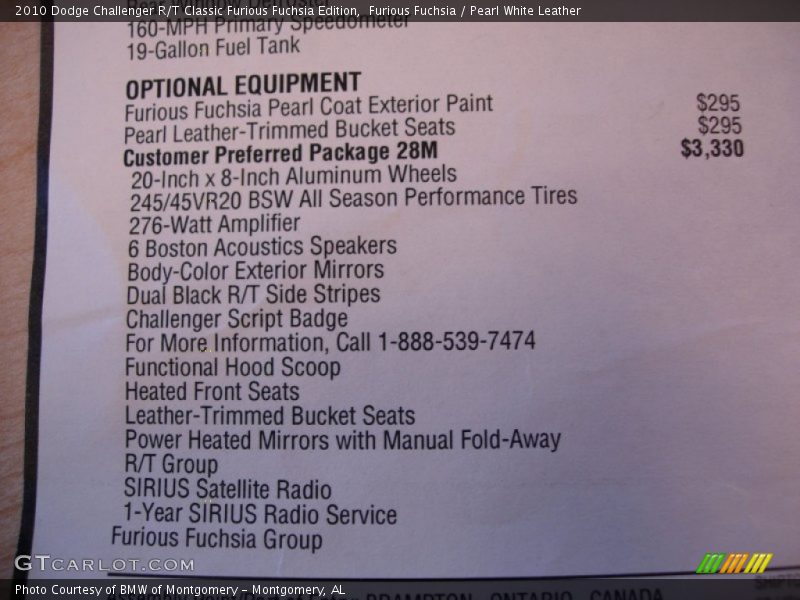 2010 Dodge Challenger R/T Classic Furious Fuchsia Edition, Furious Fuchsia / Pearl White Leather
Rear Window Defroster
160-MPH Primary Speedometer
19-Gallon Fuel Tank
OPTIONAL EQUIPMENT
Furious Fuchsia Pearl Coat Exterior Paint $295
Pearl Leather-Trimmed Bucket Seats $295
Customer Preferred Package 28M $3,330
20-Inch x 8-Inch Aluminum Wheels
245/45VR20 BSW All Season Performance Tires
276-Watt Amplifier
6 Boston Acoustics Speakers
Body-Color Exterior Mirrors
Dual Black R/T Side Stripes
Challenger Script Badge
For More Information, Call 1-888-539-7474
Functional Hood Scoop
Heated Front Seats
Leather-Trimmed Bucket Seats
Power Heated Mirrors with Manual Fold-Away
R/T Group
SIRIUS Satellite Radio
1-Year SIRIUS Radio Service
Furious Fuchsia Group
GTCARLOT.COM
Photo Courtesy of BMW of Montgomery - Montgomery, AL
BRAMPTON, ONTARIO, CANADA